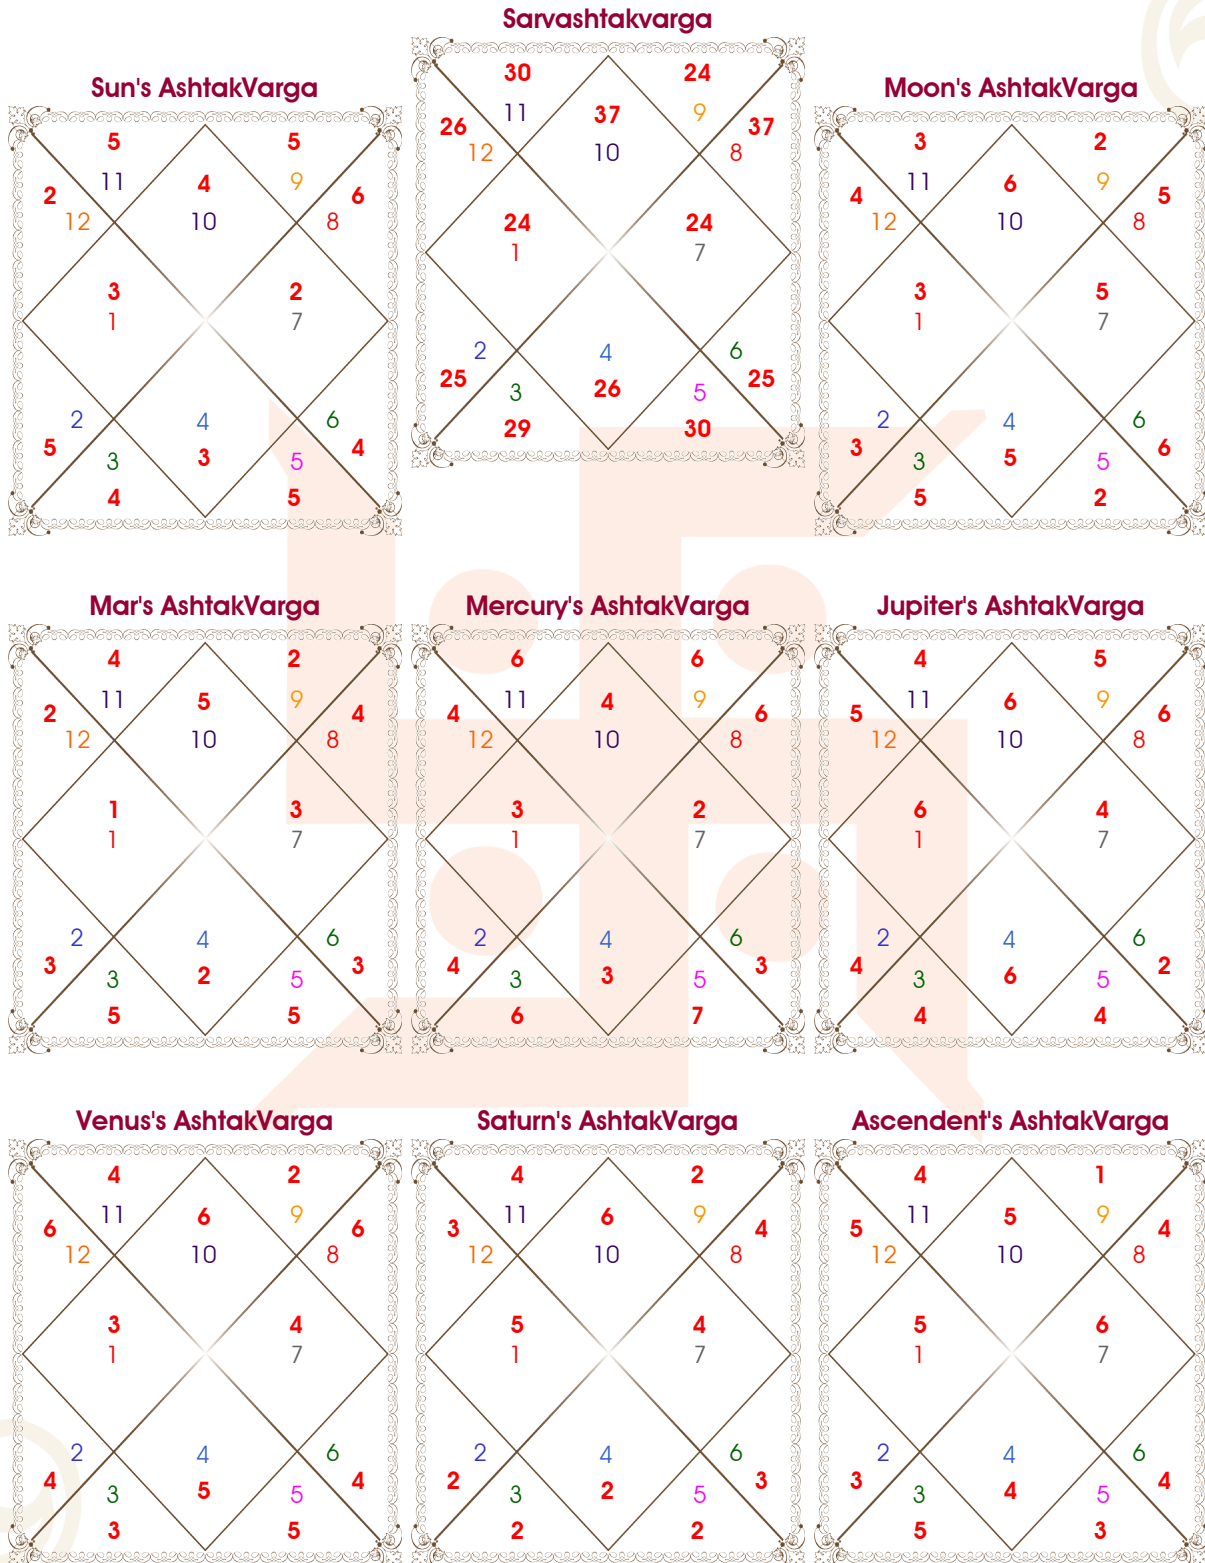 Sarvashtakvarga
30 24
11 37 9
26 37
12 10 8
24 24
1 7
2 4 6
25 26 25
3 5
29 30
Sun's AshtakVarga
5 5
11 4 9
2 6
12 10 8
3 2
1 7
2 4 6
5 3 4
3 5
4 5
Moon's AshtakVarga
3 2
11 6 9
4 5
12 10 8
3 5
1 7
2 4 6
3 5 6
3 5
5 2
Mar's AshtakVarga
4 2
11 5 9
2 4
12 10 8
1 3
1 7
2 4 6
3 2 3
3 5
5 5
Mercury's AshtakVarga
6 6
11 4 9
4 6
12 10 8
3 2
1 7
2 4 6
4 3 3
3 5
6 7
Jupiter's AshtakVarga
4 5
11 6 9
5 6
12 10 8
6 4
1 7
2 4 6
4 6 2
3 5
4 4
Venus's AshtakVarga
4 2
11 6 9
6 6
12 10 8
3 4
1 7
2 4 6
4 5 4
3 5
3 5
Saturn's AshtakVarga
4 2
11 6 9
3 4
12 10 8
5 4
1 7
2 4 6
2 2 3
3 5
2 2
Ascendent's AshtakVarga
4 1
11 5 9
5 4
12 10 8
5 6
1 7
2 4 6
3 4 4
3 5
5 3